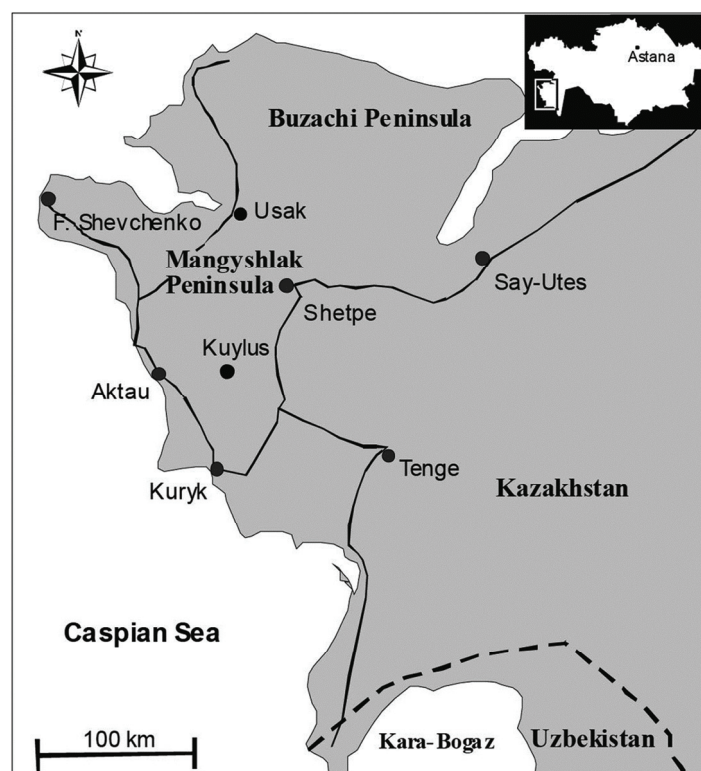 N
Astana
Buzachi Peninsula
Usak
F. Shevchenko
Mangyshlak
Peninsula
Say-Utes
Shetpe
Kuylus
Aktau
Tenge
Kuryk
Kazakhstan
Caspian Sea
100 km
Kara-Bogaz
Uzbekistan